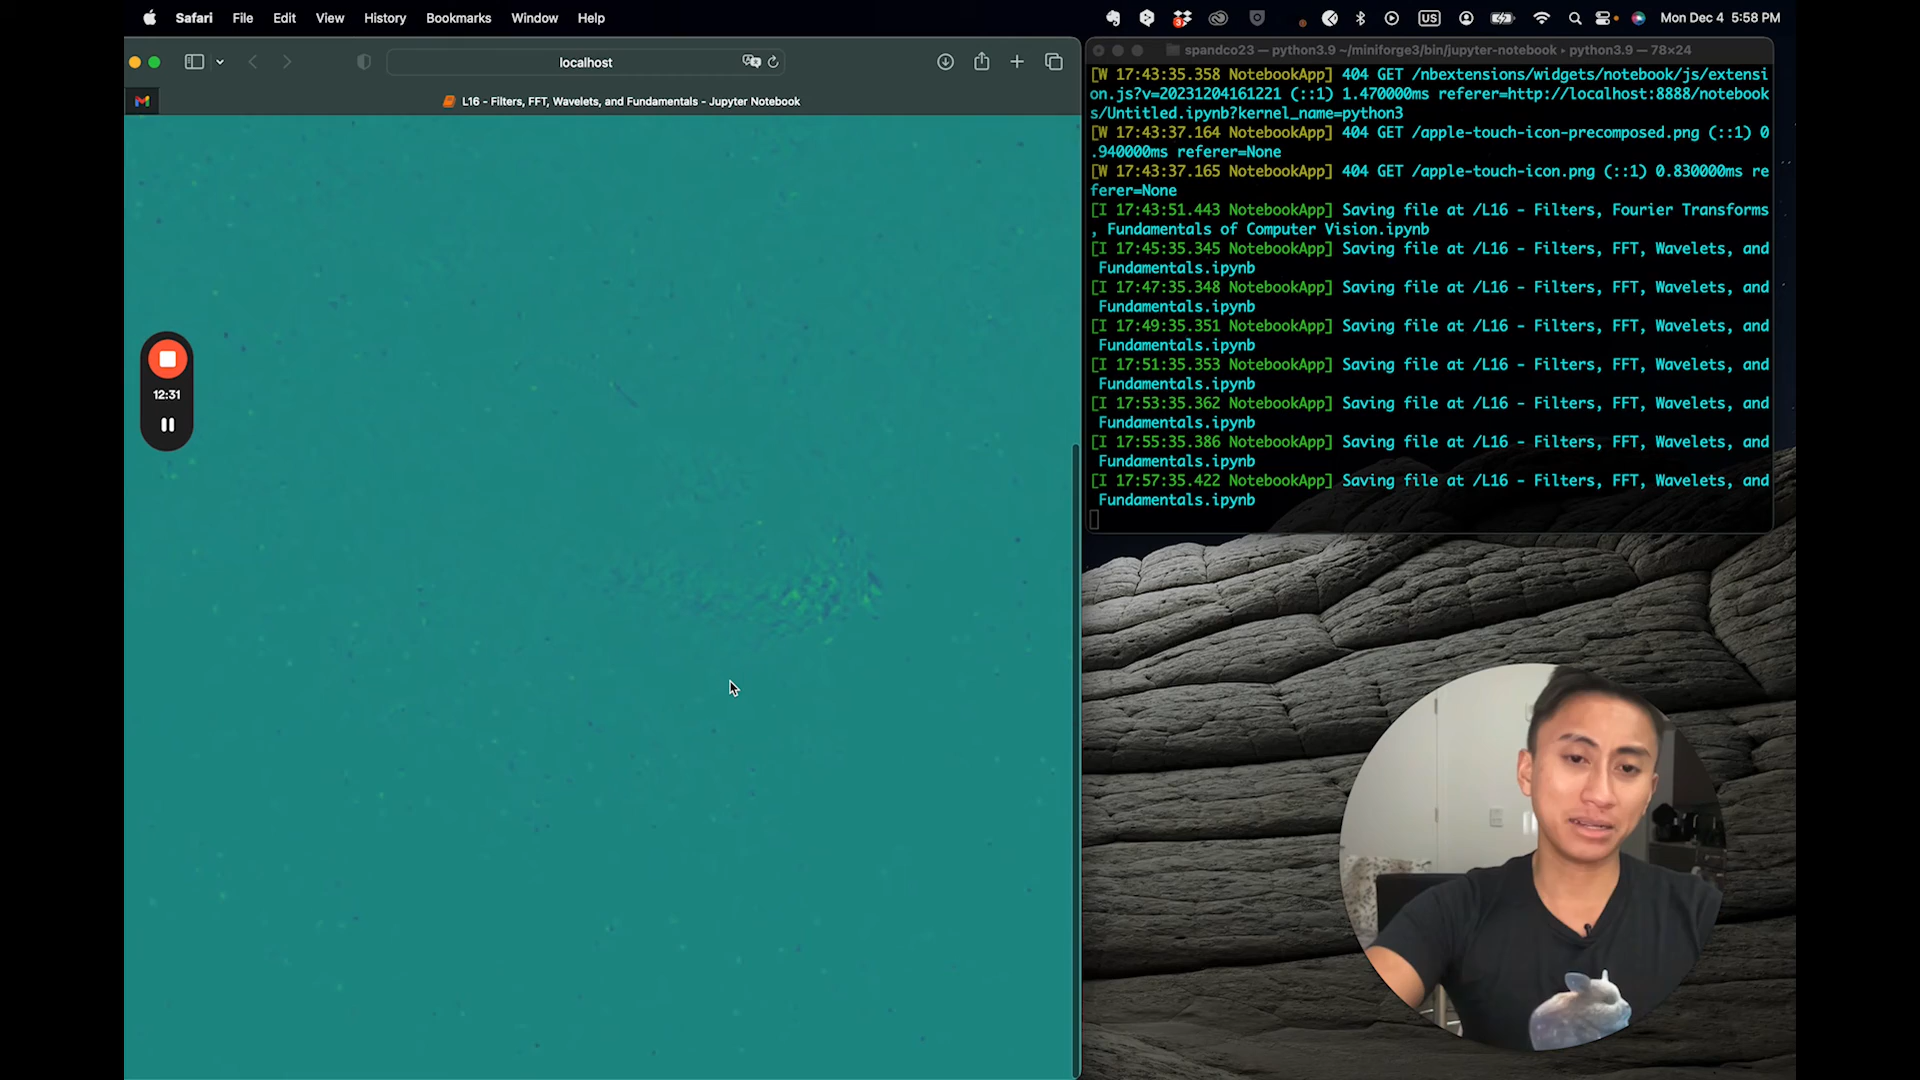 Safari File Edit View History Bookmarks Window Help
3
US
Mon Dec 4 5:58 PM
localhost
L16 - Filters, FFT, Wavelets, and Fundamentals - Jupyter Notebook
12:31
spandco23 — python3.9 ~/miniforge3/bin/jupyter-notebook ▸ python3.9 — 78×24
[W 17:43:35.358 NotebookApp] 404 GET /nbextensions/widgets/notebook/js/extensi
on.js?v=20231204161221 (::1) 1.470000ms referer=http://localhost:8888/notebook
s/Untitled.ipynb?kernel_name=python3
[W 17:43:37.164 NotebookApp] 404 GET /apple-touch-icon-precomposed.png (::1) 0
.940000ms referer=None
[W 17:43:37.165 NotebookApp] 404 GET /apple-touch-icon.png (::1) 0.830000ms re
ferer=None
[I 17:43:51.443 NotebookApp] Saving file at /L16 - Filters, Fourier Transforms
, Fundamentals of Computer Vision.ipynb
[I 17:45:35.345 NotebookApp] Saving file at /L16 - Filters, FFT, Wavelets, and
Fundamentals.ipynb
[I 17:47:35.348 NotebookApp] Saving file at /L16 - Filters, FFT, Wavelets, and
Fundamentals.ipynb
[I 17:49:35.351 NotebookApp] Saving file at /L16 - Filters, FFT, Wavelets, and
Fundamentals.ipynb
[I 17:51:35.353 NotebookApp] Saving file at /L16 - Filters, FFT, Wavelets, and
Fundamentals.ipynb
[I 17:53:35.362 NotebookApp] Saving file at /L16 - Filters, FFT, Wavelets, and
Fundamentals.ipynb
[I 17:55:35.386 NotebookApp] Saving file at /L16 - Filters, FFT, Wavelets, and
Fundamentals.ipynb
[I 17:57:35.422 NotebookApp] Saving file at /L16 - Filters, FFT, Wavelets, and
Fundamentals.ipynb